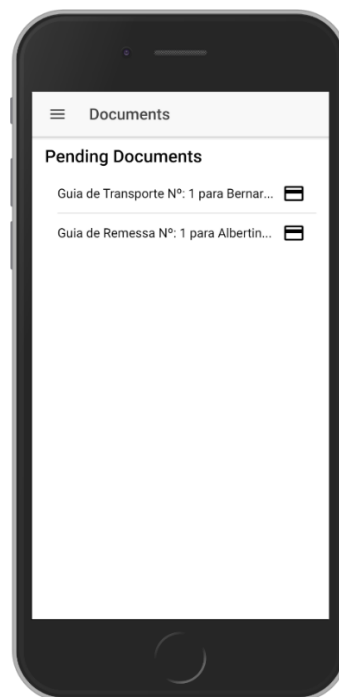 Documents
Pending Documents
Guia de Transporte Nº: 1 para Bernar...
Guia de Remessa Nº: 1 para Albertin...